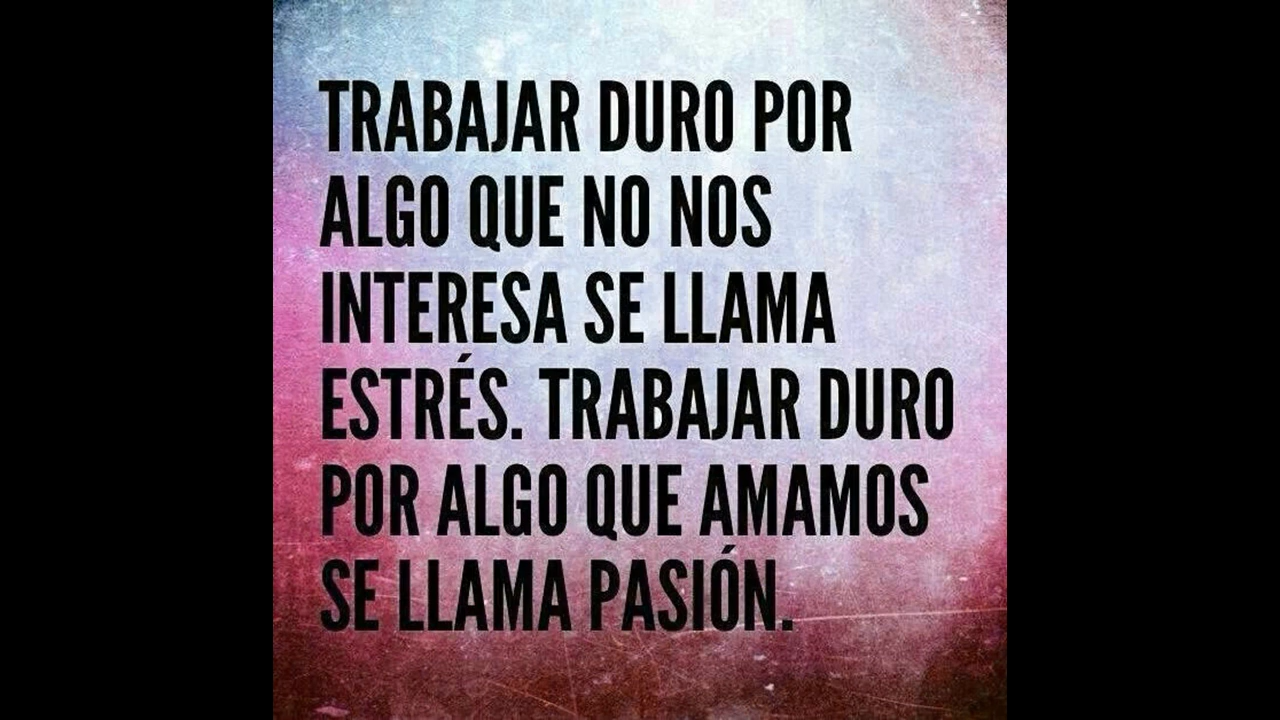 TRABAJAR DURO POR
ALGO QUE NO NOS
INTERESA SE LLAMA
ESTRÉS. TRABAJAR DURO
POR ALGO QUE AMAMOS
SE LLAMA PASIÓN.